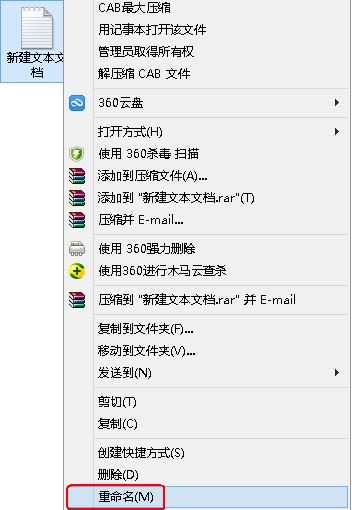 CAB最大压缩
用记事本打开该文件
管理员取得所有权
解压缩 CAB 文件
新建文本文
档
360云盘
打开方式(H)
使用 360杀毒 扫描
添加到压缩文件(A)...
添加到 "新建文本文档.rar"(T)
压缩并 E-mail...
使用 360强力删除
使用360进行木马云查杀
压缩到 "新建文本文档.rar" 并 E-mail
复制到文件夹(F)...
移动到文件夹(V)...
发送到(N)
剪切(T)
复制(C)
创建快捷方式(S)
删除(D)
重命名(M)